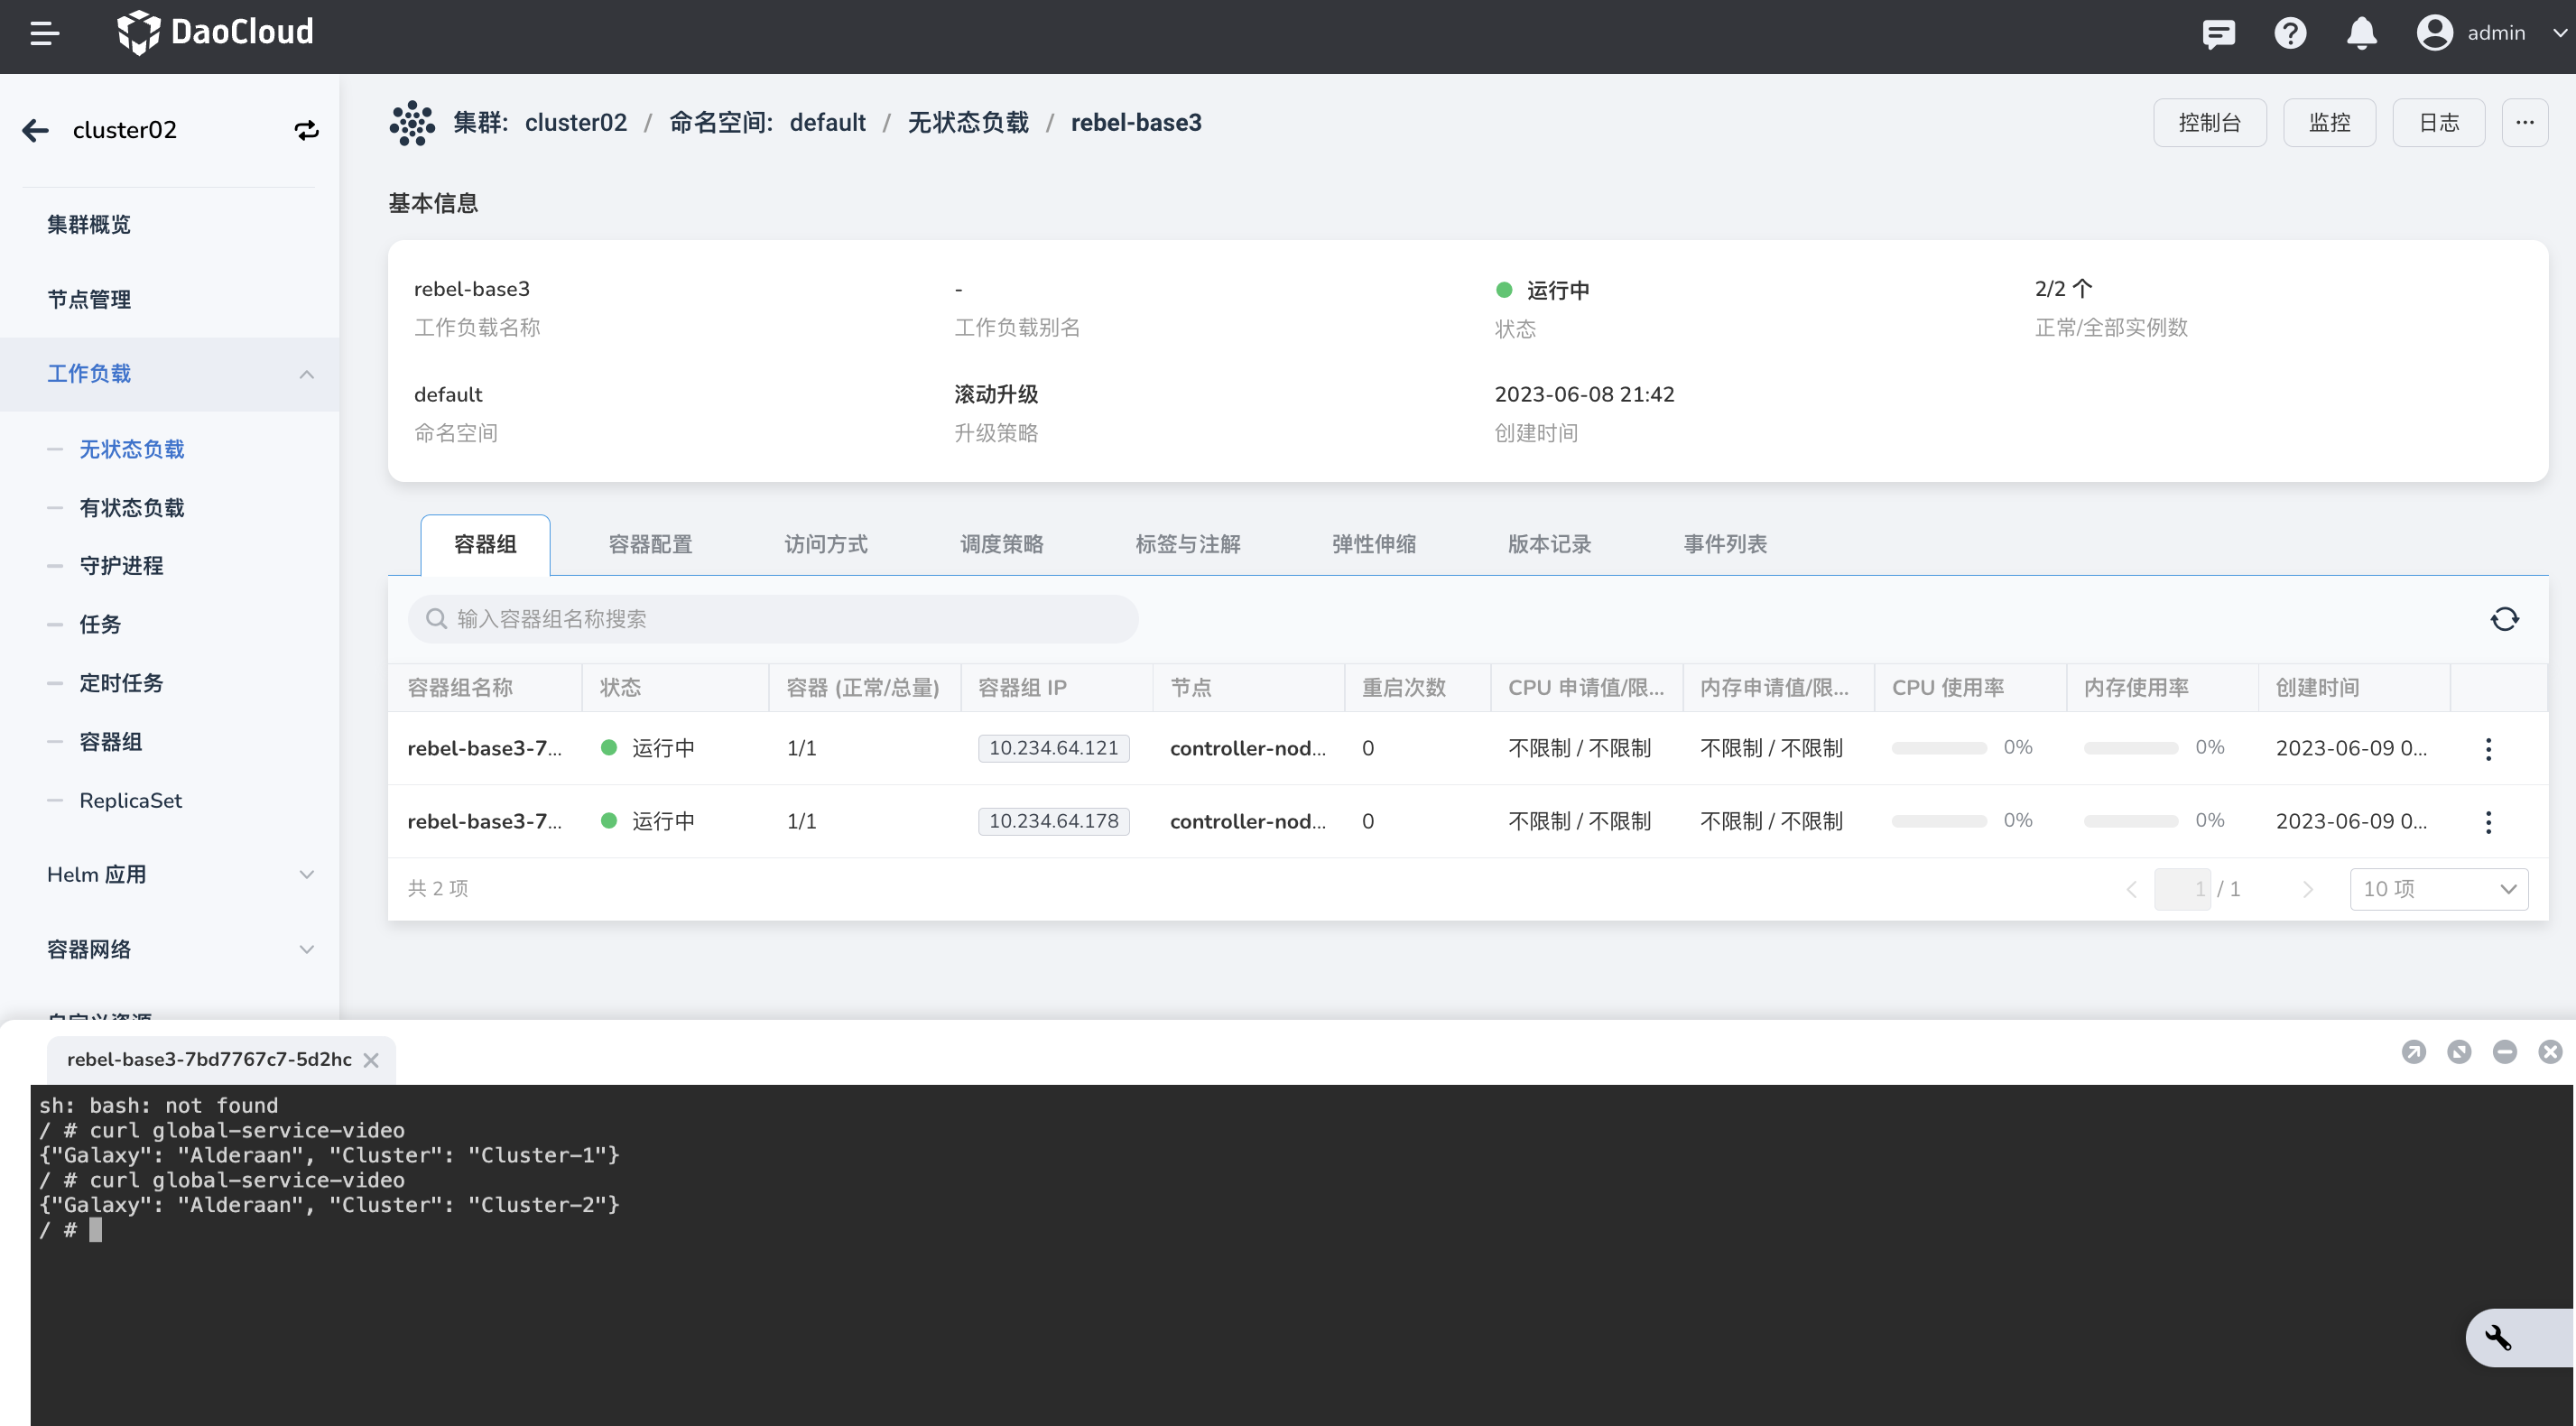 DaoCloud
admin
cluster02
集群: cluster02 / 命名空间: default / 无状态负载 / rebel-base3
控制台 监控 日志 ...
集群概览
节点管理
工作负载
无状态负载
有状态负载
守护进程
任务
定时任务
容器组
ReplicaSet
Helm 应用
容器网络
自定义资源
基本信息
rebel-base3 - 运行中 2/2 个
工作负载名称 工作负载别名 状态 正常/全部实例数
default 滚动升级 2023-06-08 21:42
命名空间 升级策略 创建时间
容器组 容器配置 访问方式 调度策略 标签与注解 弹性伸缩 版本记录 事件列表
输入容器组名称搜索
容器组名称 状态 容器 (正常/总量) 容器组 IP 节点 重启次数 CPU 申请值/限... 内存申请值/限... CPU 使用率 内存使用率 创建时间
rebel-base3-7... 运行中 1/1 10.234.64.121 controller-nod... 0 不限制 / 不限制 不限制 / 不限制 0% 0% 2023-06-09 0...
rebel-base3-7... 运行中 1/1 10.234.64.178 controller-nod... 0 不限制 / 不限制 不限制 / 不限制 0% 0% 2023-06-09 0...
共 2 项 1 / 1 10 项
rebel-base3-7bd7767c7-5d2hc
sh: bash: not found
/ # curl global-service-video
{"Galaxy": "Alderaan", "Cluster": "Cluster-1"}
/ # curl global-service-video
{"Galaxy": "Alderaan", "Cluster": "Cluster-2"}
/ #